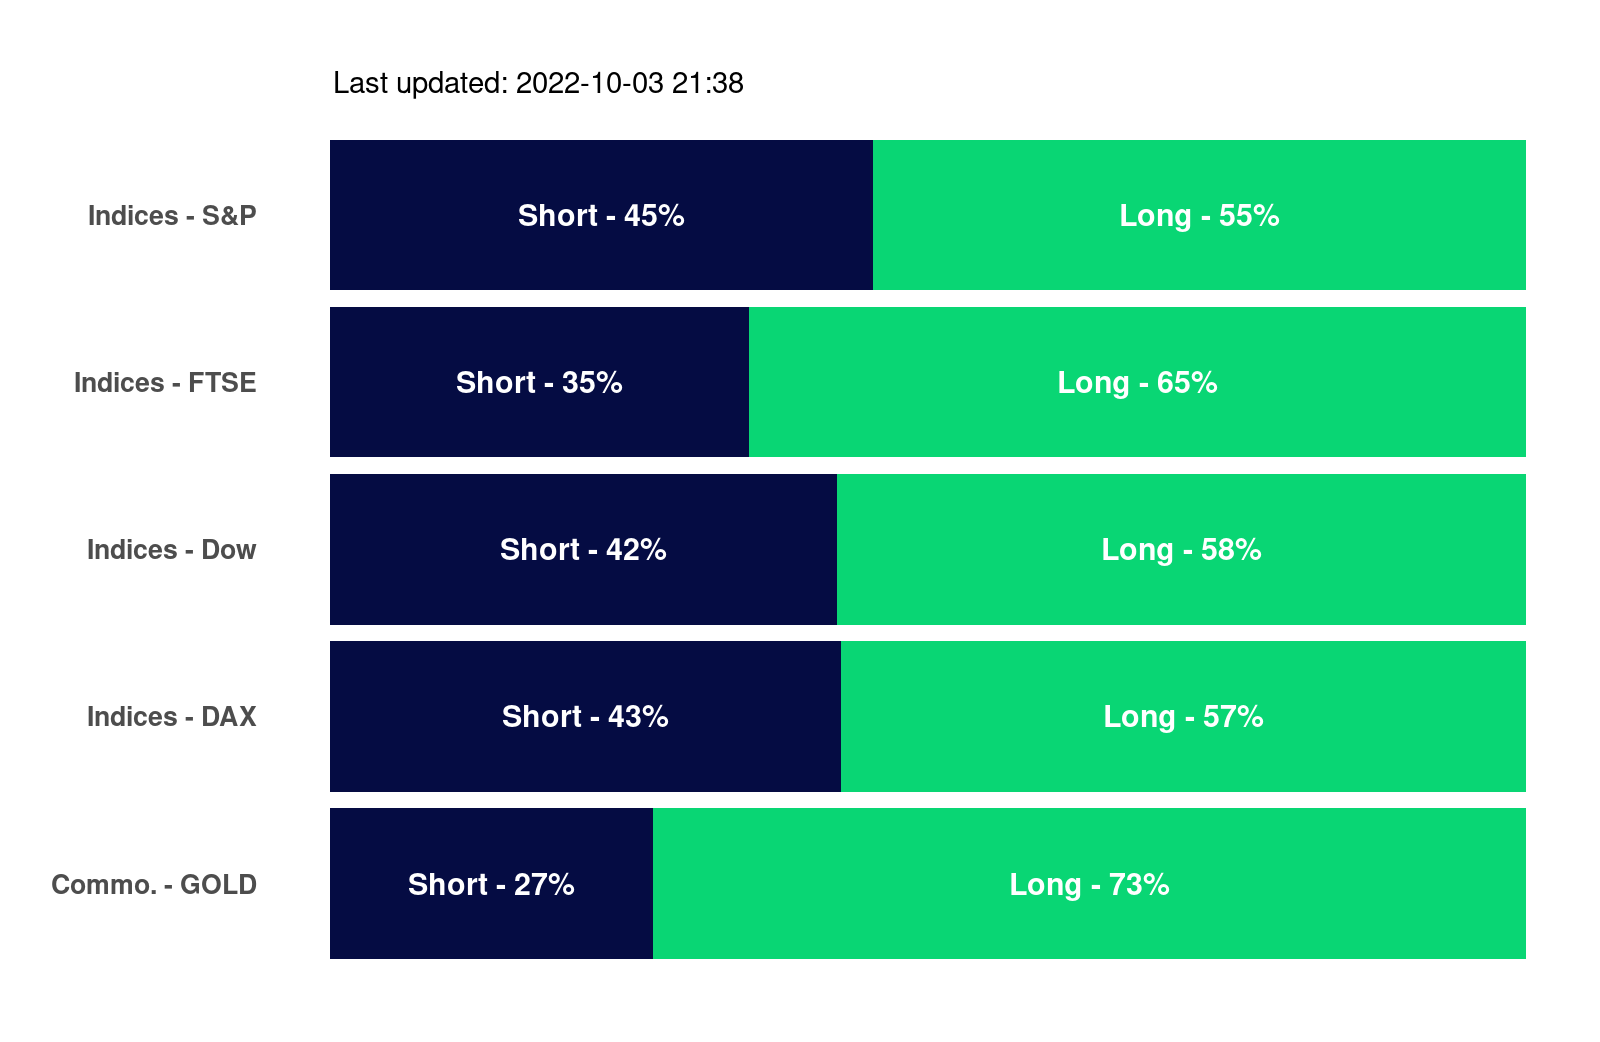 Last updated: 2022-10-03 21:38
Indices - S&P Short - 45% Long - 55%
Indices - FTSE Short - 35% Long - 65%
Indices - Dow Short - 42% Long - 58%
Indices - DAX Short - 43% Long - 57%
Commo. - GOLD Short - 27% Long - 73%